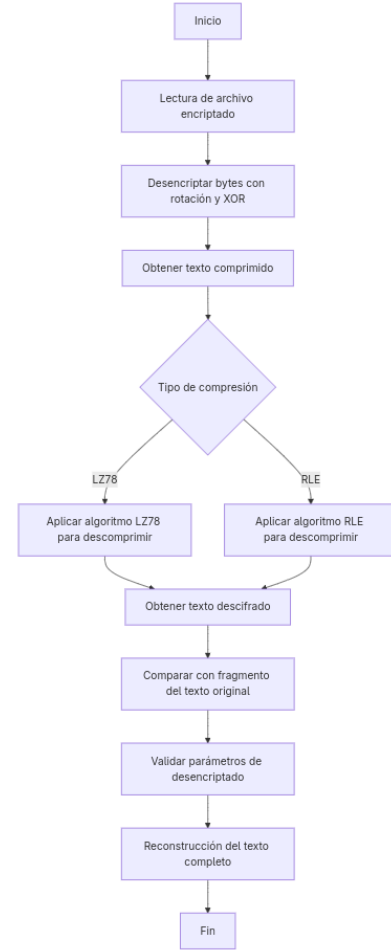 Inicio
Lectura de archivo
encriptado
Desencriptar bytes con
rotación y XOR
Obtener texto comprimido
Tipo de compresión
LZ78
RLE
Aplicar algoritmo LZ78
para descomprimir
Aplicar algoritmo RLE
para descomprimir
Obtener texto descifrado
Comparar con fragmento
del texto original
Validar parámetros de
desencriptado
Reconstrucción del texto
completo
Fin